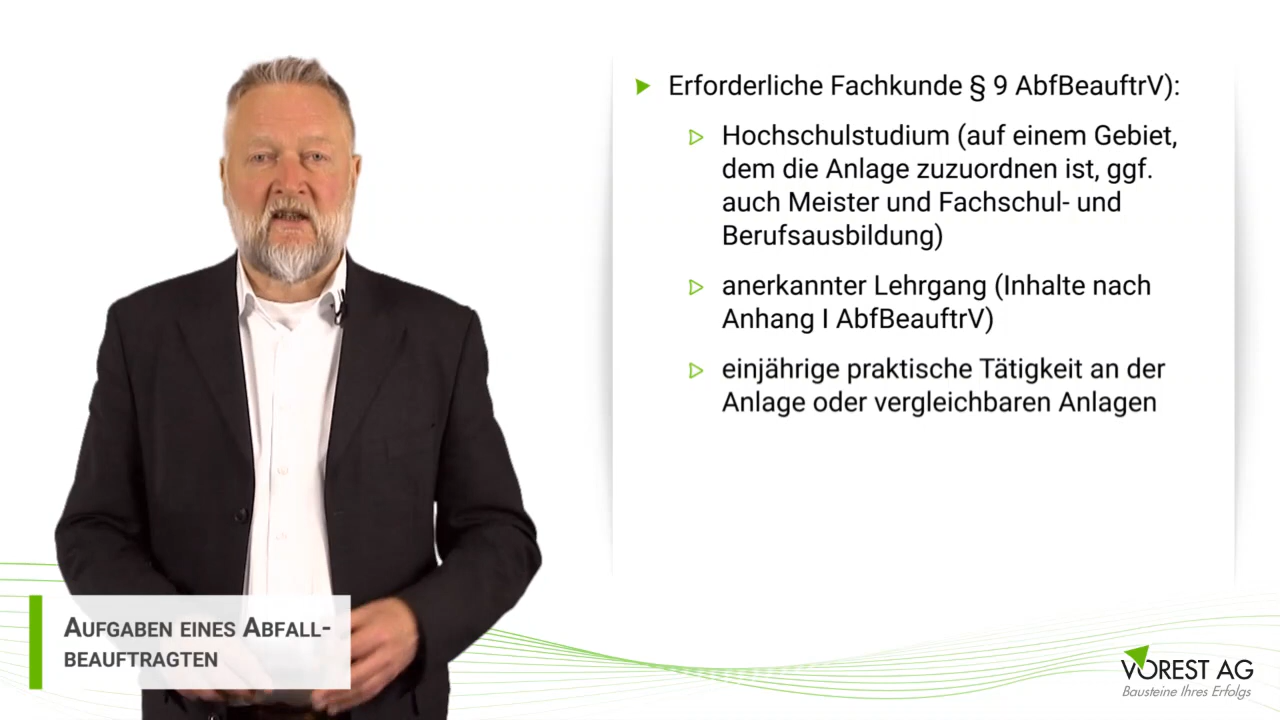 Erforderliche Fachkunde § 9 AbfBeauftrV):
Hochschulstudium (auf einem Gebiet,
dem die Anlage zuzuordnen ist, ggf.
auch Meister und Fachschul- und
Berufsausbildung)
anerkannter Lehrgang (Inhalte nach
Anhang I AbfBeauftrV)
einjährige praktische Tätigkeit an der
Anlage oder vergleichbaren Anlagen
Aufgaben eines Abfall-
beauftragten
VOREST AG
Bausteine Ihres Erfolgs